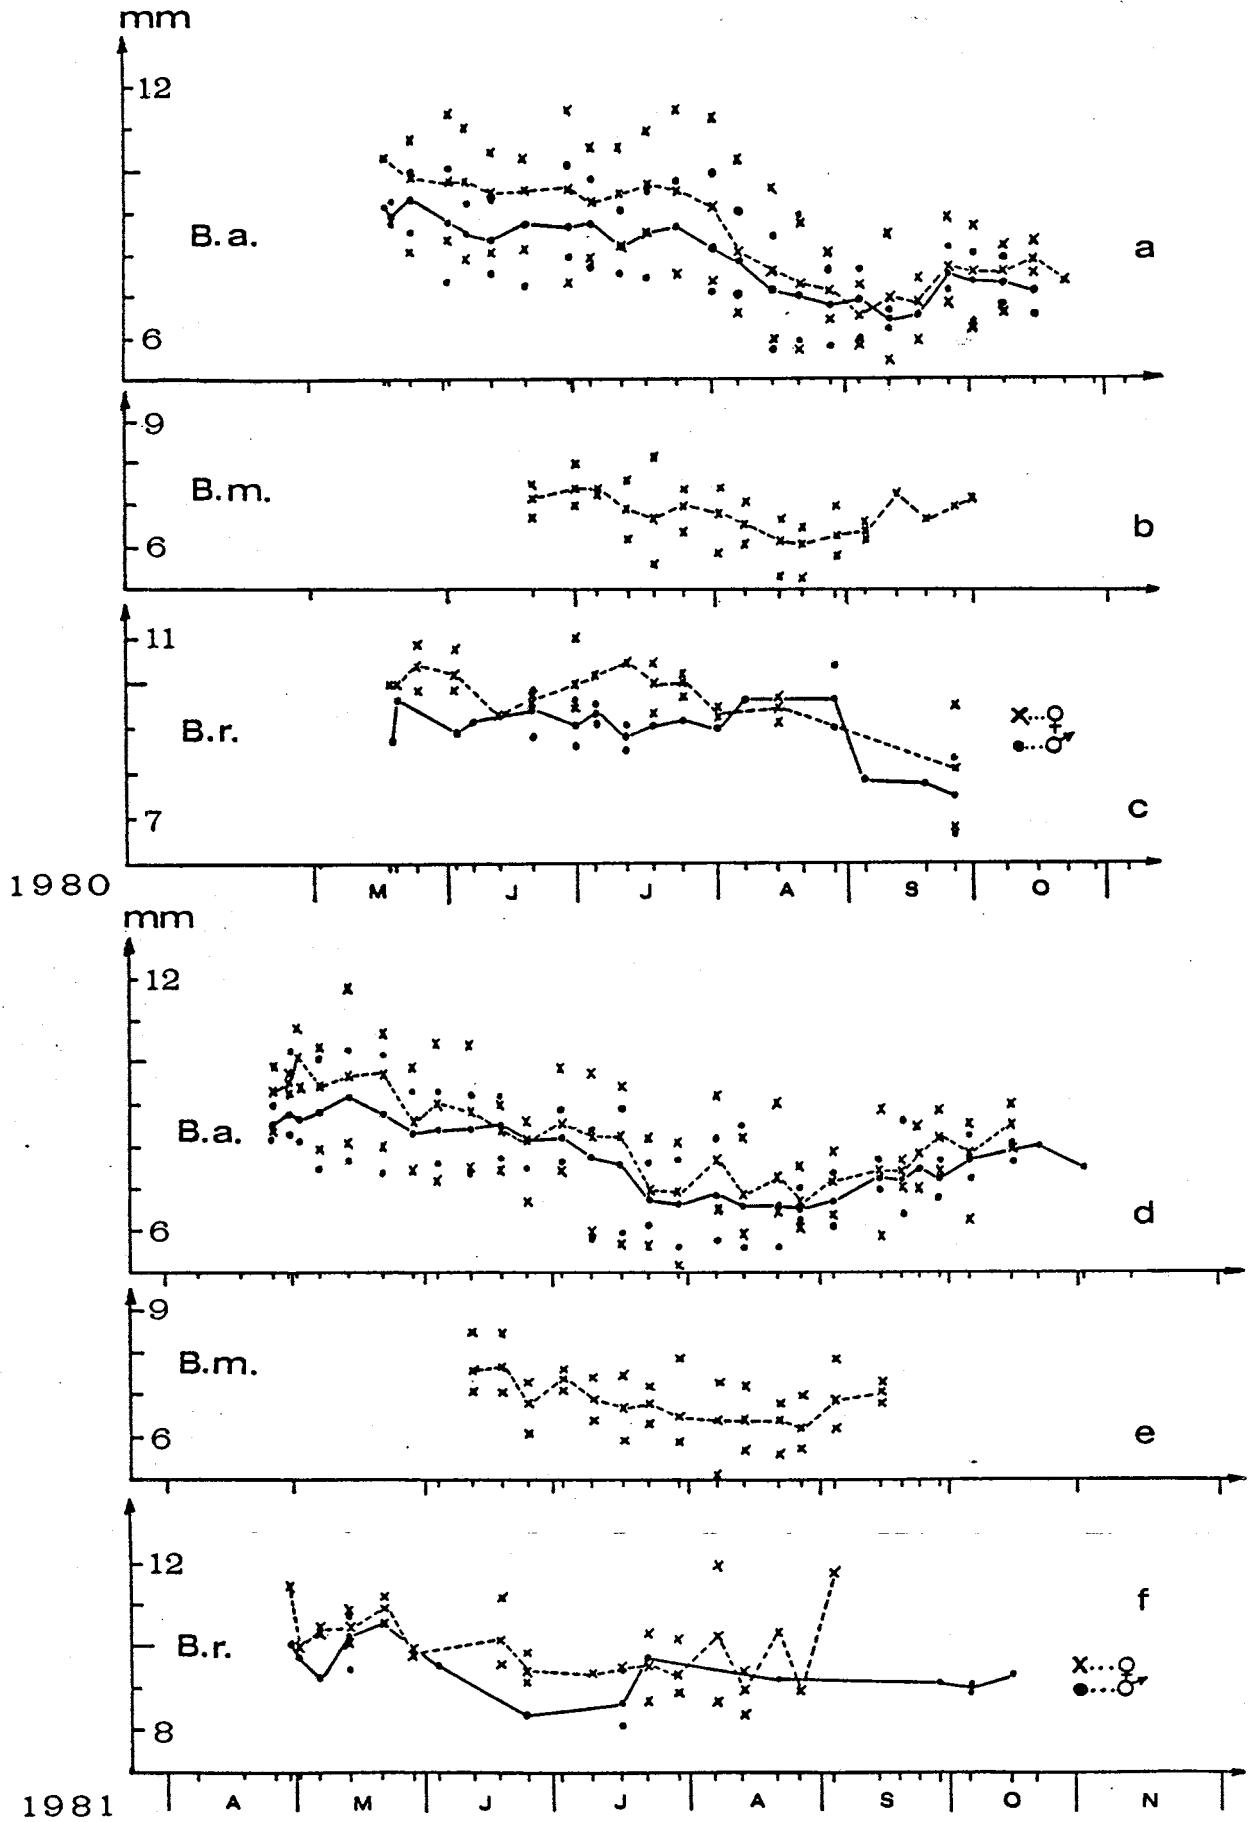 mm
12
B.a.
a
6
9
B.m.
b
6
11
B.r.
x...♀
●...♂
c
7
1980 M J J A S O
mm
12
B.a.
d
6
9
B.m.
e
6
12
f
B.r.
x....♀
●....♂
8
1981 A M J J A S O N